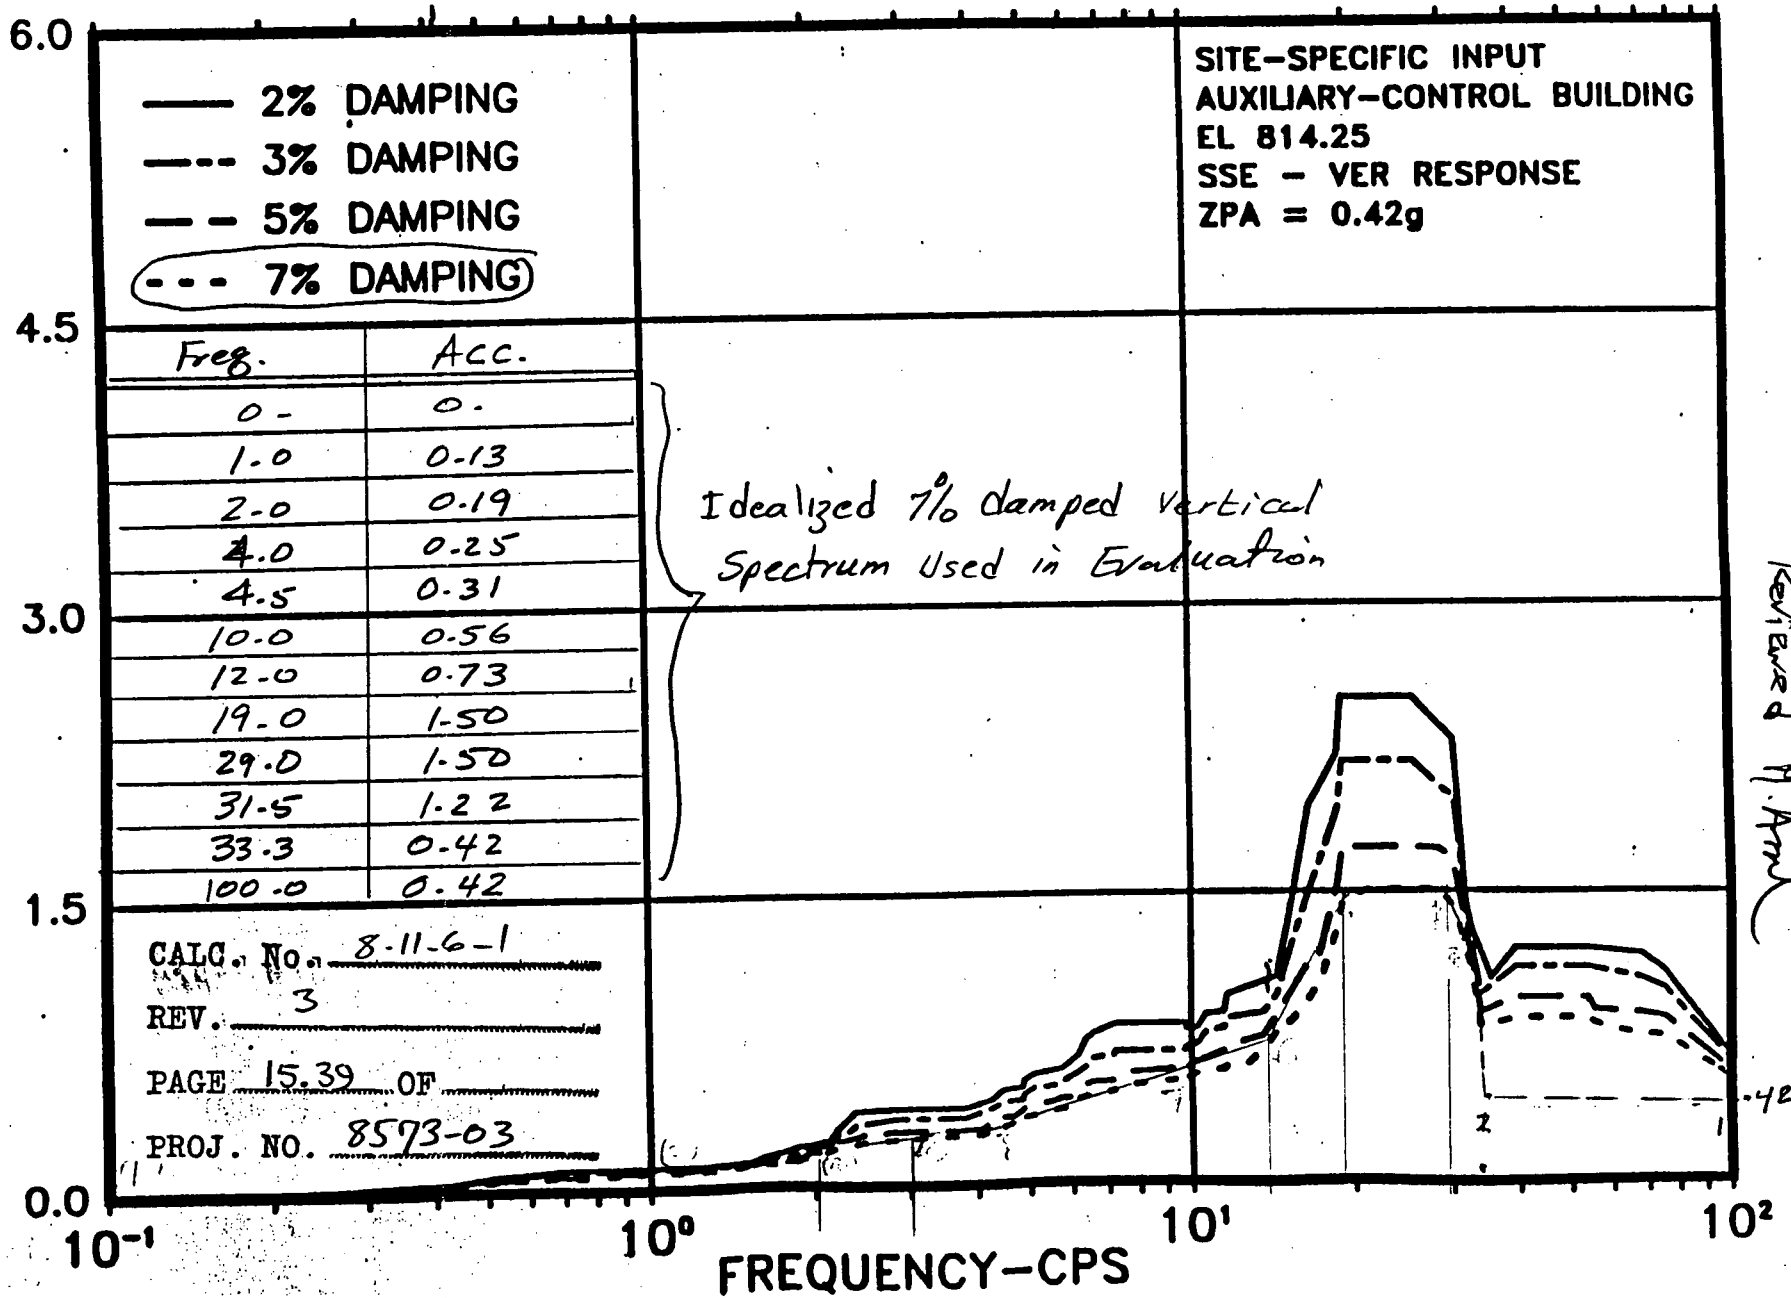 6.0
2% DAMPING
3% DAMPING
5% DAMPING
7% DAMPING
SITE-SPECIFIC INPUT
AUXILIARY-CONTROL BUILDING
EL 814.25
SSE - VER RESPONSE
ZPA = 0.42g
4.5
Freq. Acc.
0- 0.
1.0 0.13
2.0 0.19
4.0 0.25
4.5 0.31
3.0
10.0 0.56
12.0 0.73
19.0 1.50
29.0 1.50
31.5 1.22
33.3 0.42
100.0 0.42
Idealized 7% damped vertical
Spectrum Used in Evaluation
1.5
CALC. No. 8.11.6-1
REV. 3
PAGE 15.39 OF
PROJ. NO. 8573-03
.42
0.0
10⁻¹ 10⁰ 10¹ 10²
FREQUENCY-CPS